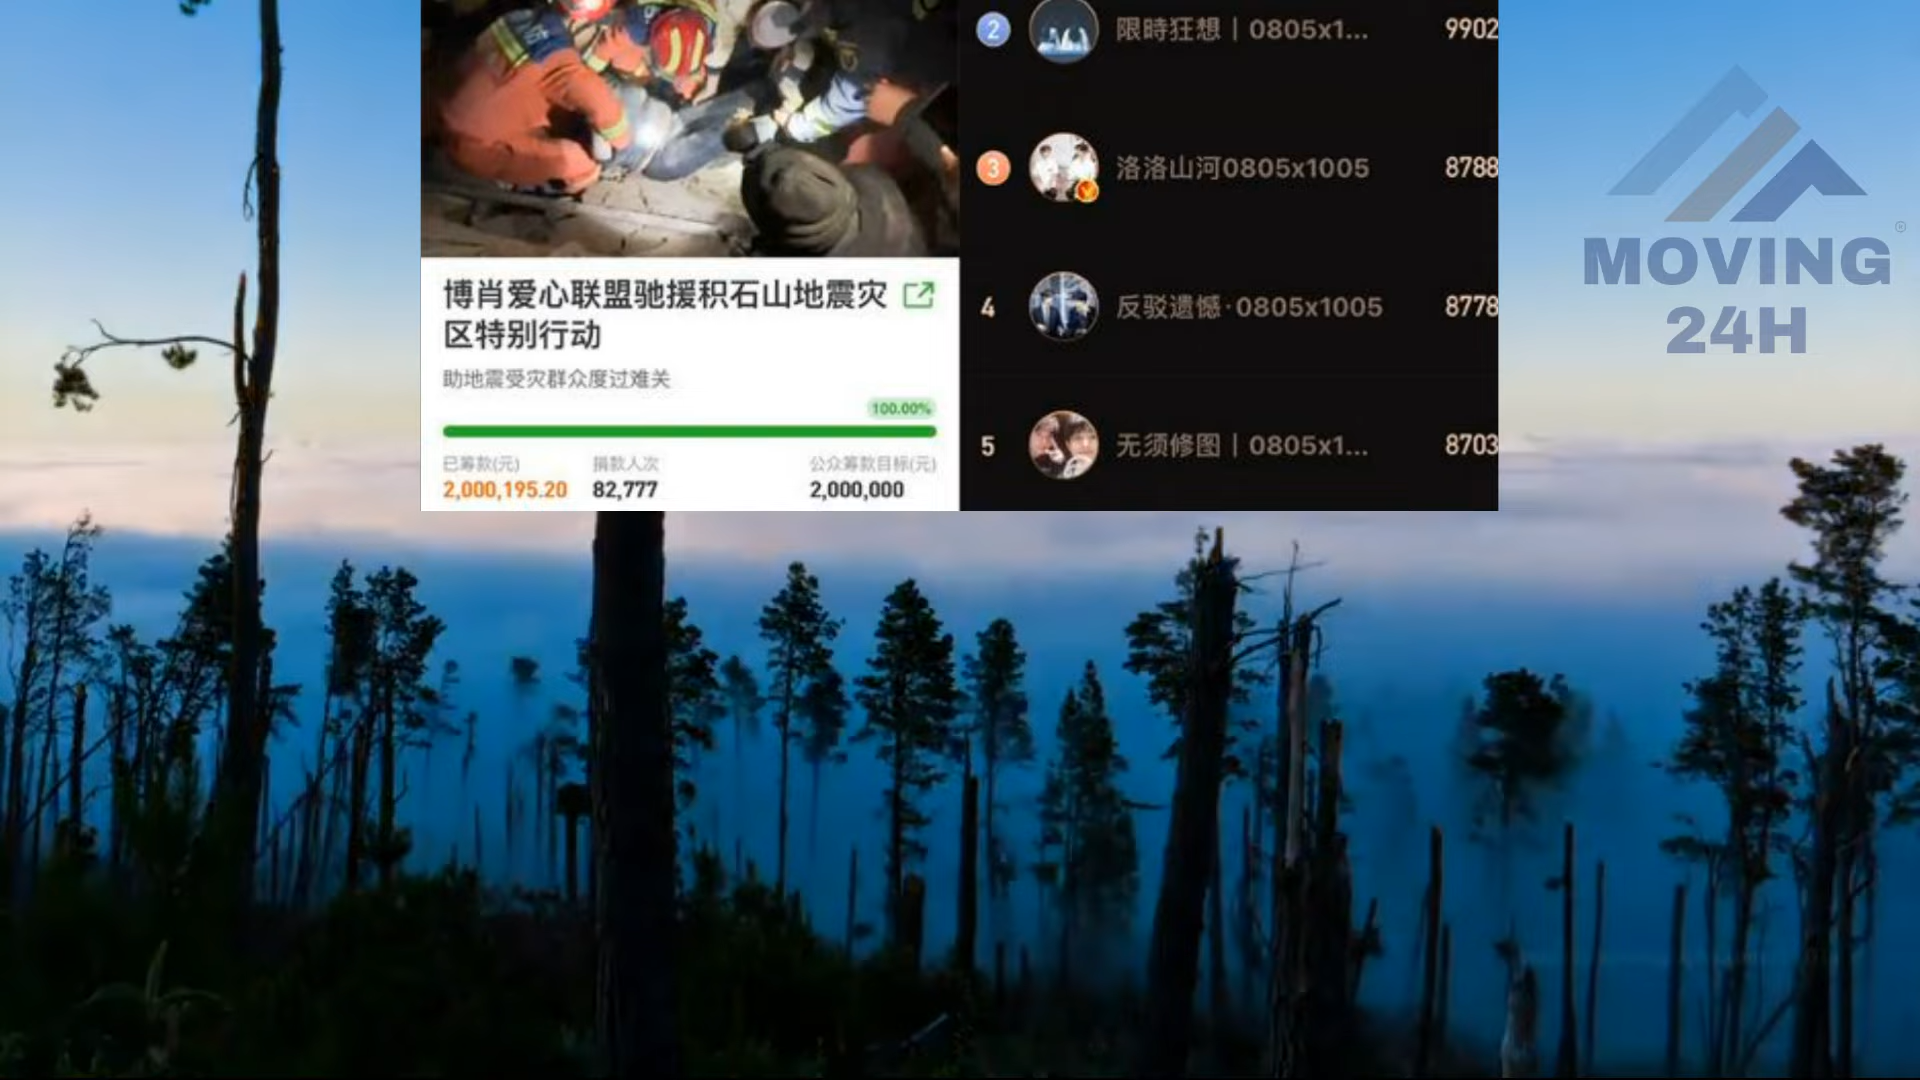 博肖爱心联盟驰援积石山地震灾
区特别行动
助地震受灾群众度过难关
100.00%
已筹款(元) 捐款人次 公众筹款目标(元)
2,000,195.20 82,777 2,000,000
2 限時狂想｜0805x1... 9902
3 洛洛山河0805x1005 8788
4 反驳遗憾·0805x1005 8778
5 无须修图｜0805x1... 8703
MOVING
24H